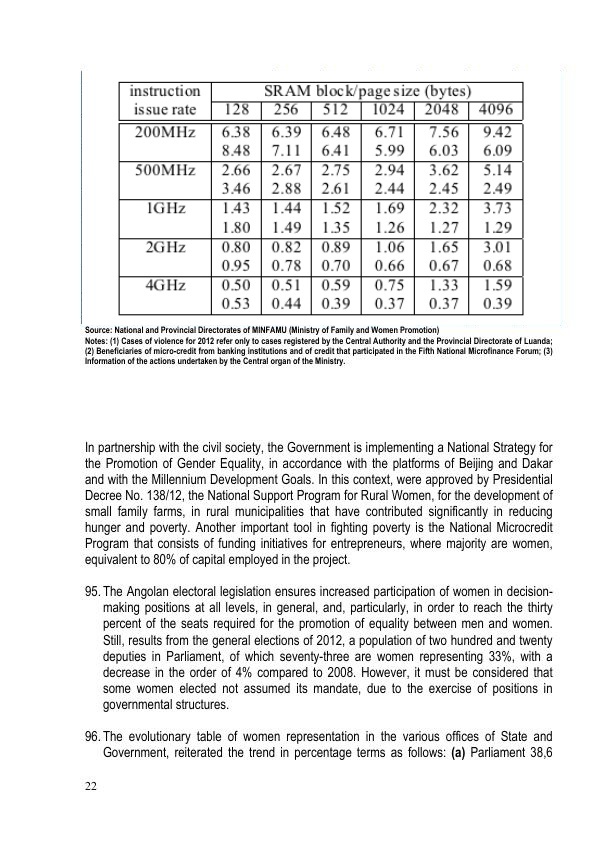 instruction SRAM block/page size (bytes)
issue rate 128 256 512 1024 2048 4096
200MHz 6.38 6.39 6.48 6.71 7.56 9.42
8.48 7.11 6.41 5.99 6.03 6.09
500MHz 2.66 2.67 2.75 2.94 3.62 5.14
3.46 2.88 2.61 2.44 2.45 2.49
1GHz 1.43 1.44 1.52 1.69 2.32 3.73
1.80 1.49 1.35 1.26 1.27 1.29
2GHz 0.80 0.82 0.89 1.06 1.65 3.01
0.95 0.78 0.70 0.66 0.67 0.68
4GHz 0.50 0.51 0.59 0.75 1.33 1.59
0.53 0.44 0.39 0.37 0.37 0.39
Source: National and Provincial Directorates of MINFAMU (Ministry of Family and Women Promotion)
Notes: (1) Cases of violence for 2012 refer only to cases registered by the Central Authority and the Provincial Directorate of Luanda;
(2) Beneficiaries of micro-credit from banking institutions and of credit that participated in the Fifth National Microfinance Forum; (3)
Information of the actions undertaken by the Central organ of the Ministry.
In partnership with the civil society, the Government is implementing a National Strategy for
the Promotion of Gender Equality, in accordance with the platforms of Beijing and Dakar
and with the Millennium Development Goals. In this context, were approved by Presidential
Decree No. 138/12, the National Support Program for Rural Women, for the development of
small family farms, in rural municipalities that have contributed significantly in reducing
hunger and poverty. Another important tool in fighting poverty is the National Microcredit
Program that consists of funding initiatives for entrepreneurs, where majority are women,
equivalent to 80% of capital employed in the project.
95. The Angolan electoral legislation ensures increased participation of women in decision-
making positions at all levels, in general, and, particularly, in order to reach the thirty
percent of the seats required for the promotion of equality between men and women.
Still, results from the general elections of 2012, a population of two hundred and twenty
deputies in Parliament, of which seventy-three are women representing 33%, with a
decrease in the order of 4% compared to 2008. However, it must be considered that
some women elected not assumed its mandate, due to the exercise of positions in
governmental structures.
96. The evolutionary table of women representation in the various offices of State and
Government, reiterated the trend in percentage terms as follows: (a) Parliament 38,6
22